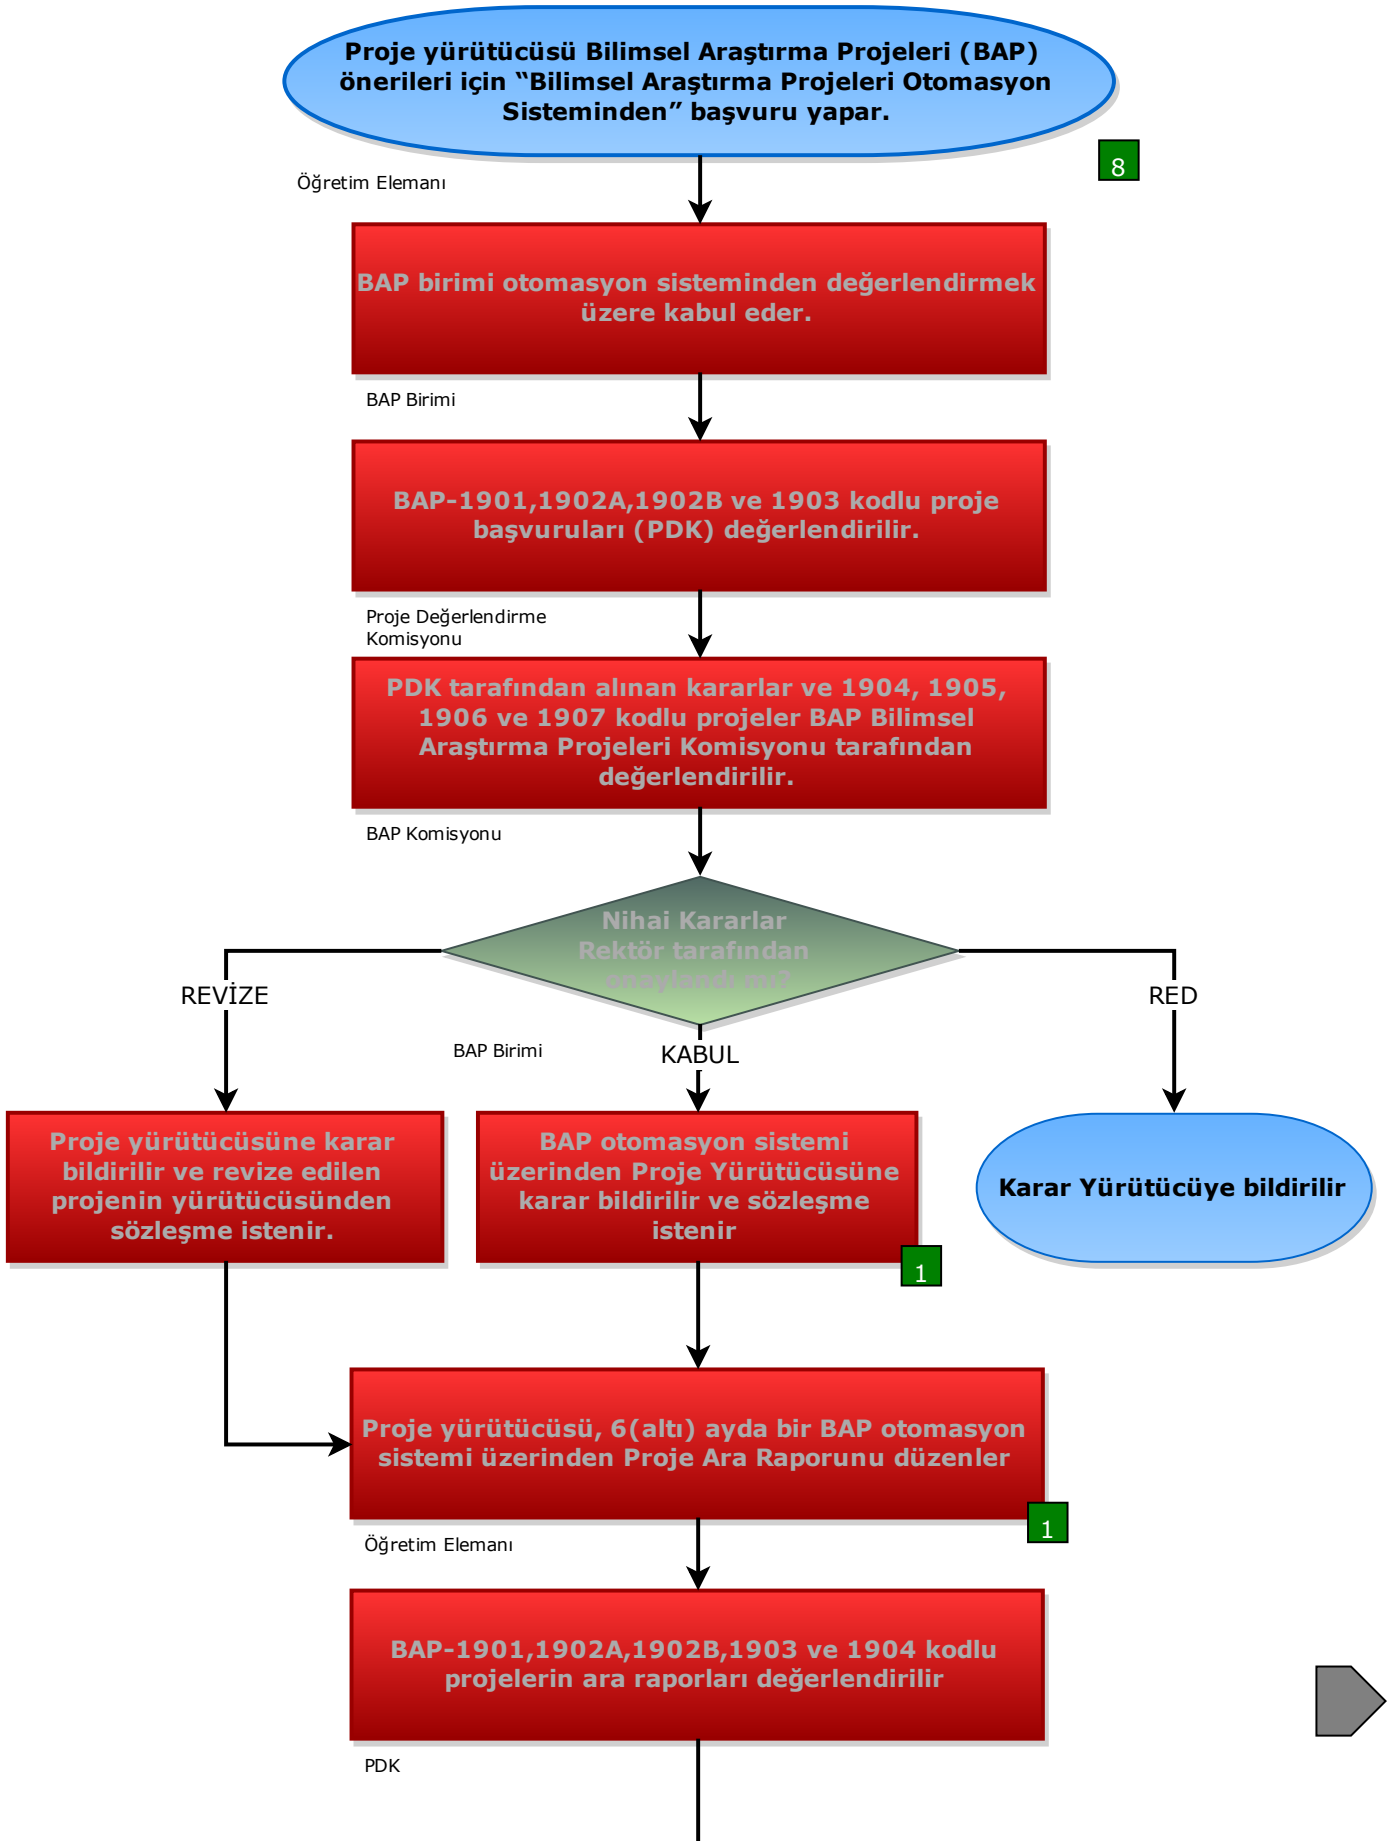 Proje yürütücüsü Bilimsel Araştırma Projeleri (BAP)
önerileri için “Bilimsel Araştırma Projeleri Otomasyon
Sisteminden” başvuru yapar.
8
Öğretim Elemanı
BAP birimi otomasyon sisteminden değerlendirmek
üzere kabul eder.
BAP Birimi
BAP-1901,1902A,1902B ve 1903 kodlu proje
başvuruları (PDK) değerlendirilir.
Proje Değerlendirme
Komisyonu
PDK tarafından alınan kararlar ve 1904, 1905,
1906 ve 1907 kodlu projeler BAP Bilimsel
Araştırma Projeleri Komisyonu tarafından
değerlendirilir.
BAP Komisyonu
Nihai Kararlar
Rektör tarafından
onaylandı mı?
REVİZE
RED
BAP Birimi
KABUL
Proje yürütücüsüne karar
bildirilir ve revize edilen
projenin yürütücüsünden
sözleşme istenir.
BAP otomasyon sistemi
üzerinden Proje Yürütücüsüne
karar bildirilir ve sözleşme
istenir
1
Karar Yürütücüye bildirilir
Proje yürütücüsü, 6(altı) ayda bir BAP otomasyon
sistemi üzerinden Proje Ara Raporunu düzenler
1
Öğretim Elemanı
BAP-1901,1902A,1902B,1903 ve 1904 kodlu
projelerin ara raporları değerlendirilir
PDK